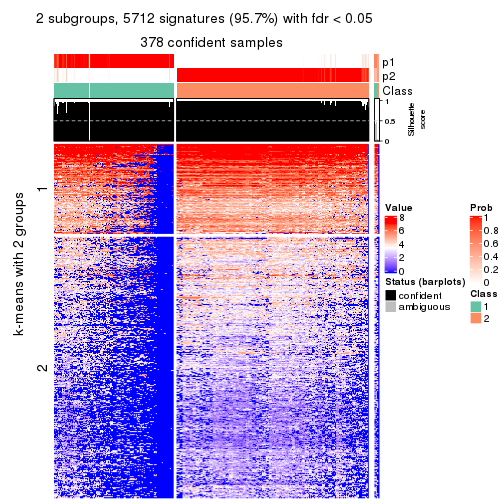 2 subgroups, 5712 signatures (95.7%) with fdr < 0.05
378 confident samples
p1
p2
Class
1
0.5
0
Silhouette
score
k-means with 2 groups
1
2
Value
8
6
4
2
0
Status (barplots)
confident
ambiguous
Prob
1
0.8
0.6
0.4
0.2
0
Class
1
2